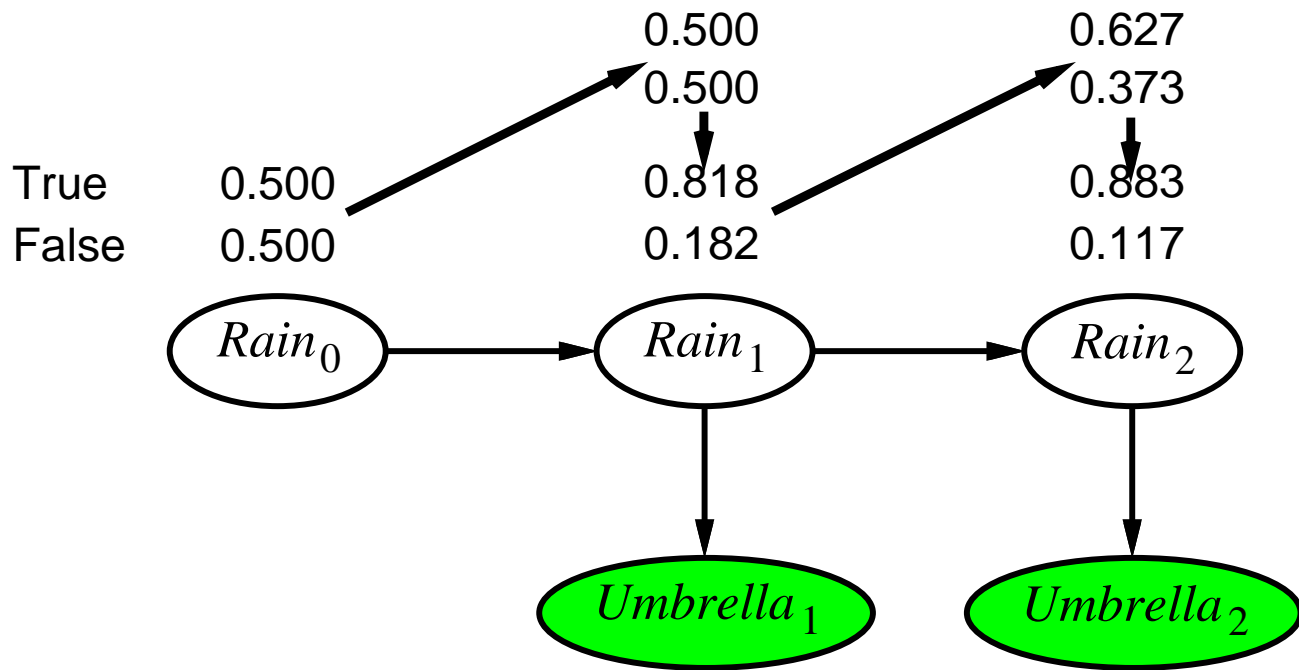 0.500 0.627
0.500 0.373
True 0.500 0.818 0.883
False 0.500 0.182 0.117
Rain0 Rain1 Rain2
Umbrella1 Umbrella2